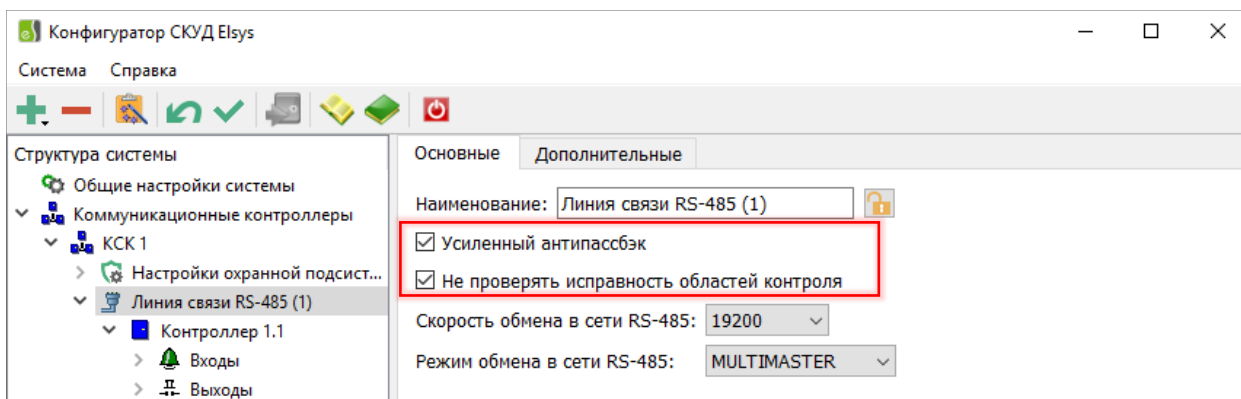 Конфигуратор СКУД Elsys
Система Справка
Структура системы
Общие настройки системы
Коммуникационные контроллеры
КСК 1
Настройки охранной подсист...
Линия связи RS-485 (1)
Контроллер 1.1
Входы
Выходы
Основные Дополнительные
Наименование: Линия связи RS-485 (1)
Усиленный антипассбэк
Не проверять исправность областей контроля
Скорость обмена в сети RS-485: 19200
Режим обмена в сети RS-485: MULTIMASTER